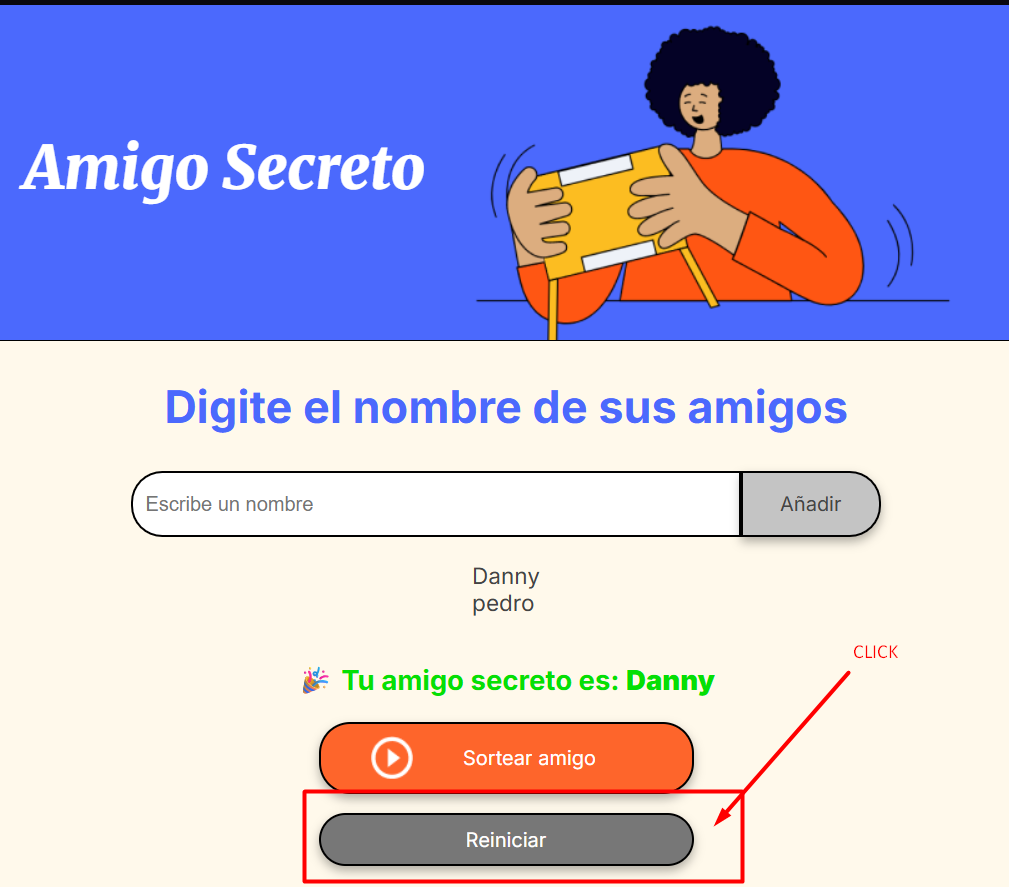 Amigo Secreto
Digite el nombre de sus amigos
Escribe un nombre
Añadir
Danny
pedro
CLICK
🎉 Tu amigo secreto es: Danny
Sortear amigo
Reiniciar